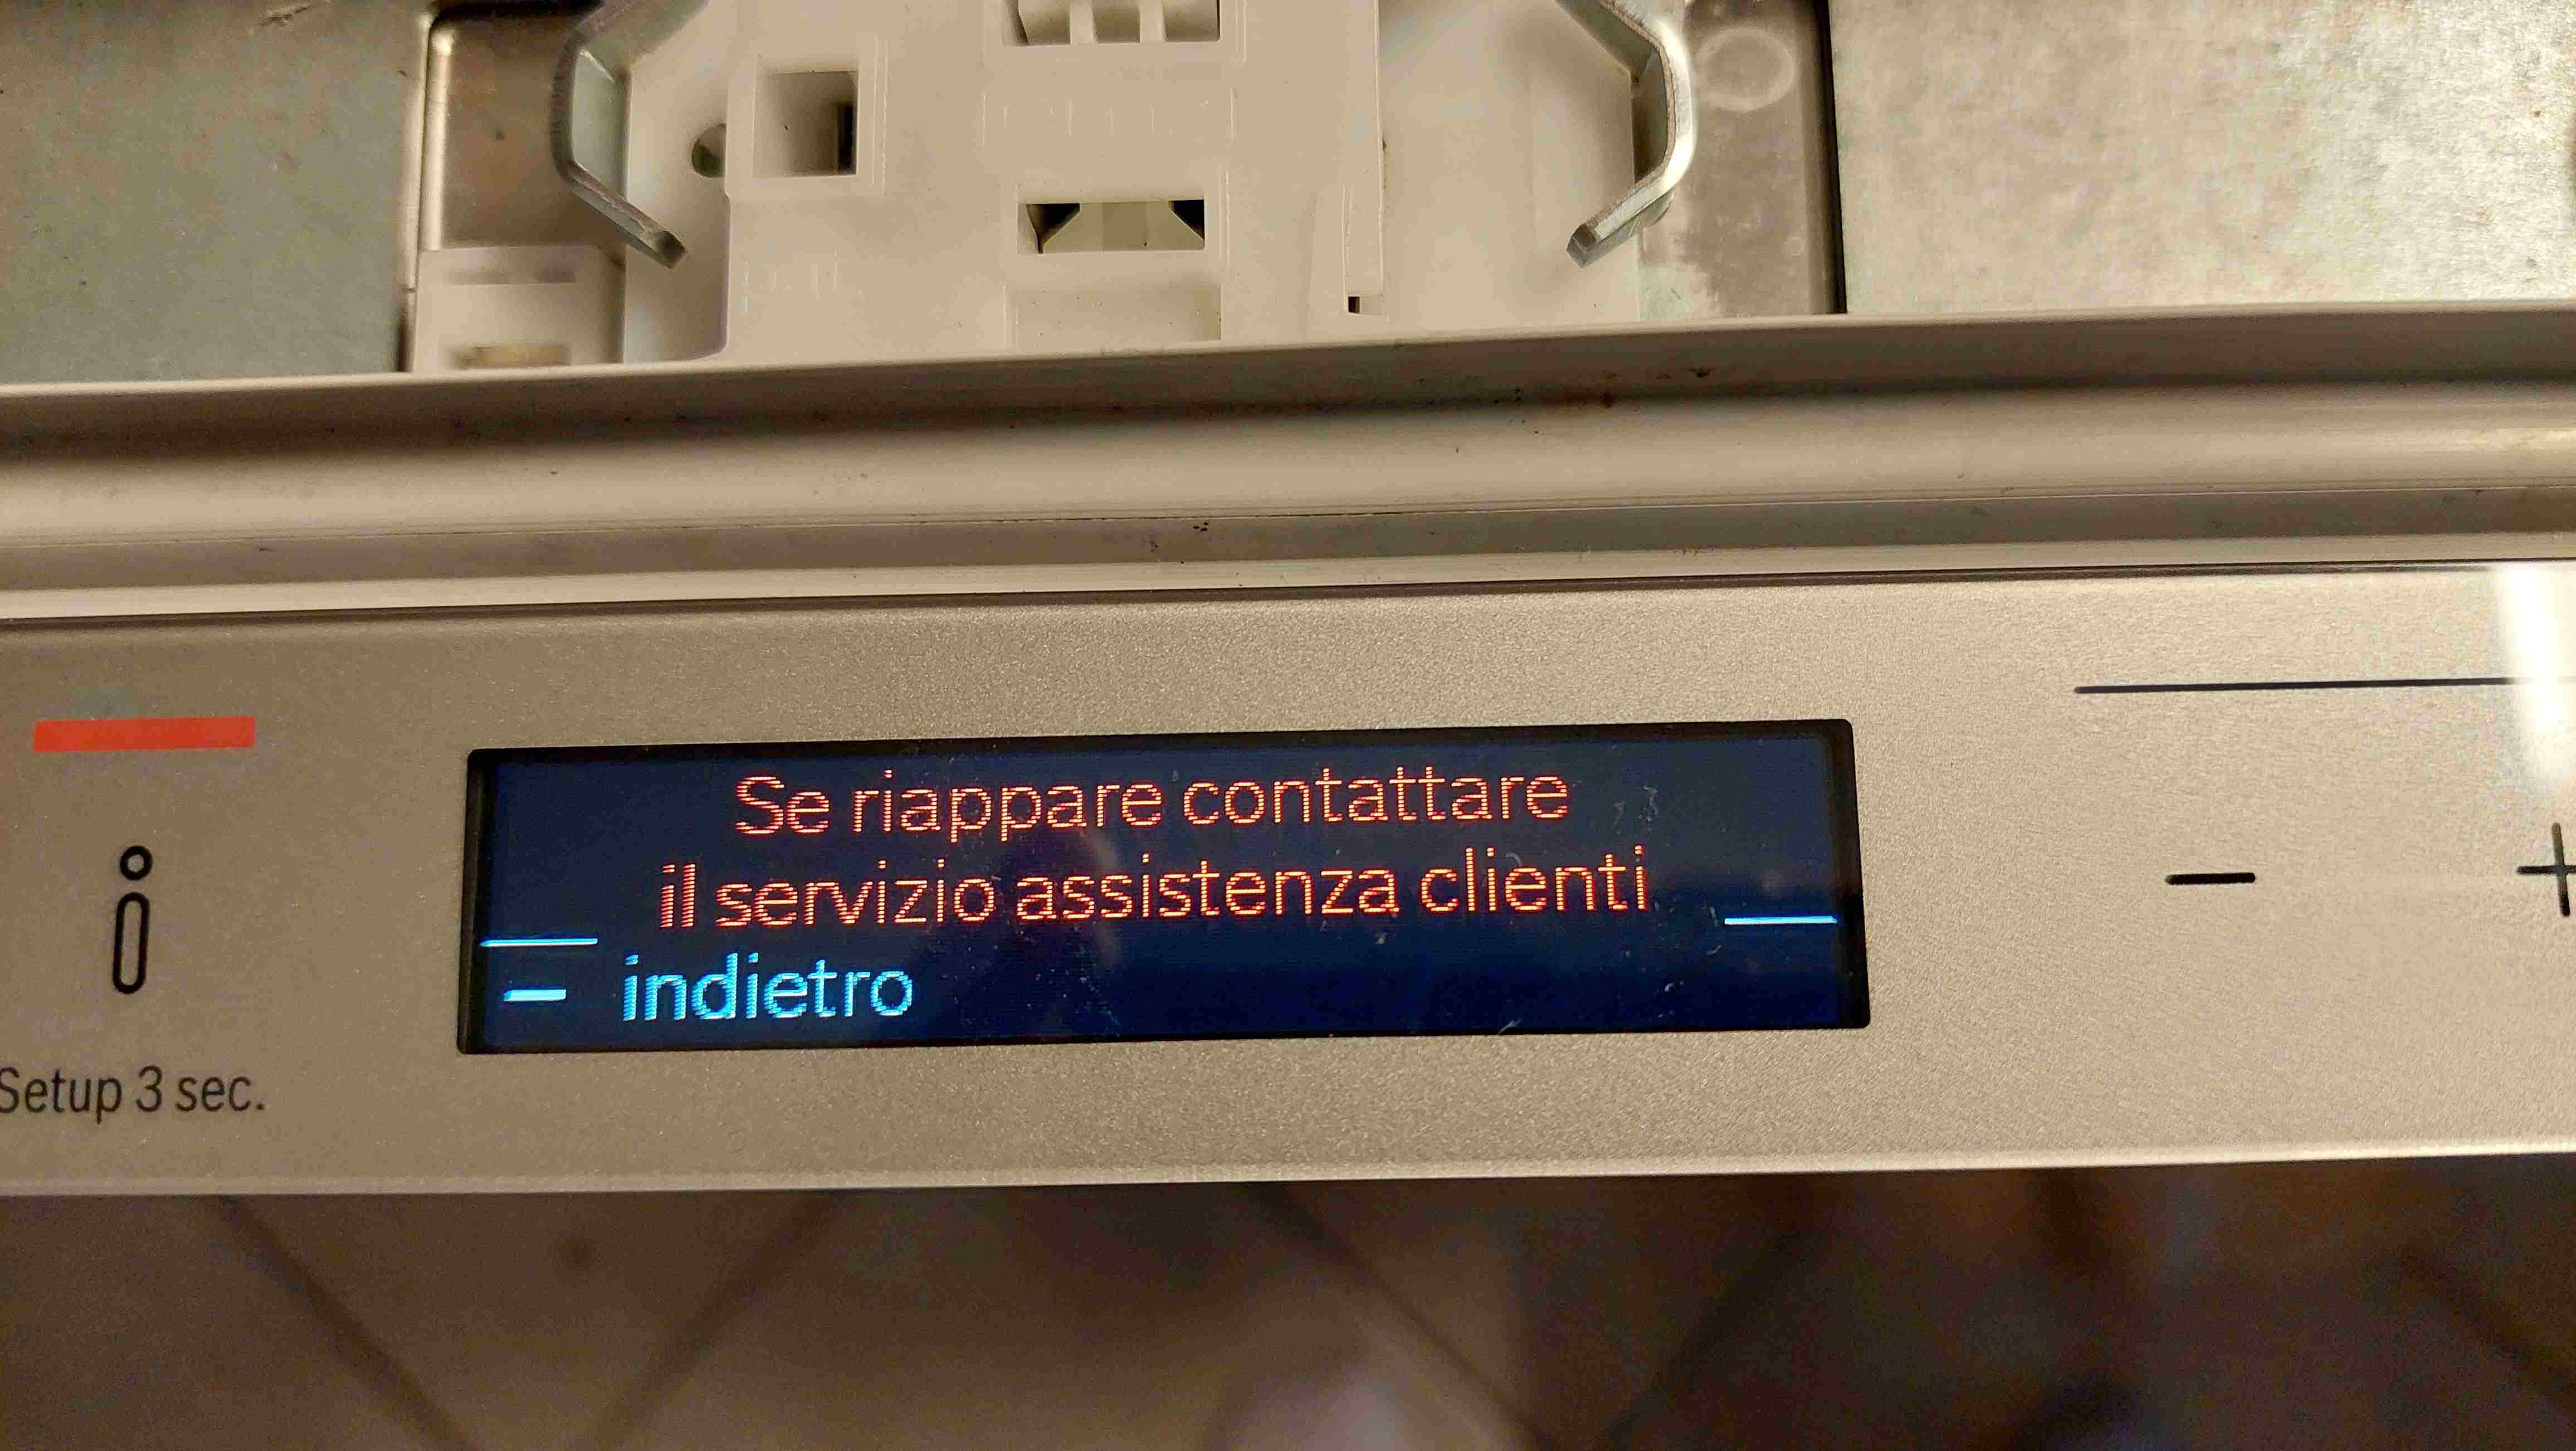 Se riappare contattare
il servizio assistenza clienti
— indietro
i
Setup 3 sec.
— +